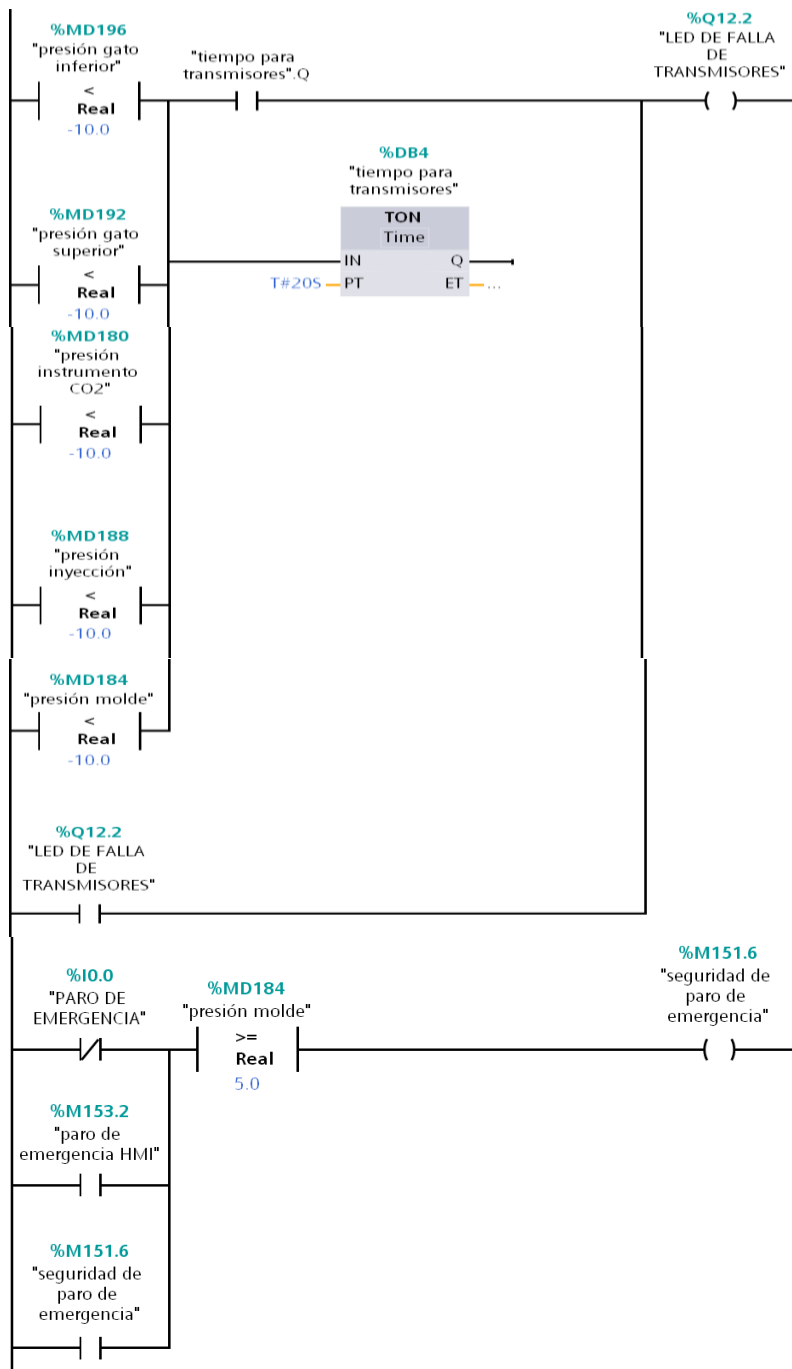 %MD196
"presión gato
inferior"
<
Real
-10.0
"tiempo para
transmisores".Q
%Q12.2
"LED DE FALLA
DE
TRANSMISORES"
%DB4
"tiempo para
transmisores"
TON
Time
IN Q
T#20S PT ET ...
%MD192
"presión gato
superior"
<
Real
-10.0
%MD180
"presión
instrumento
CO2"
<
Real
-10.0
%MD188
"presión
inyección"
<
Real
-10.0
%MD184
"presión molde"
<
Real
-10.0
%Q12.2
"LED DE FALLA
DE
TRANSMISORES"
%I0.0
"PARO DE
EMERGENCIA"
%MD184
"presión molde"
>=
Real
5.0
%M151.6
"seguridad de
paro de
emergencia"
%M153.2
"paro de
emergencia HMI"
%M151.6
"seguridad de
paro de
emergencia"